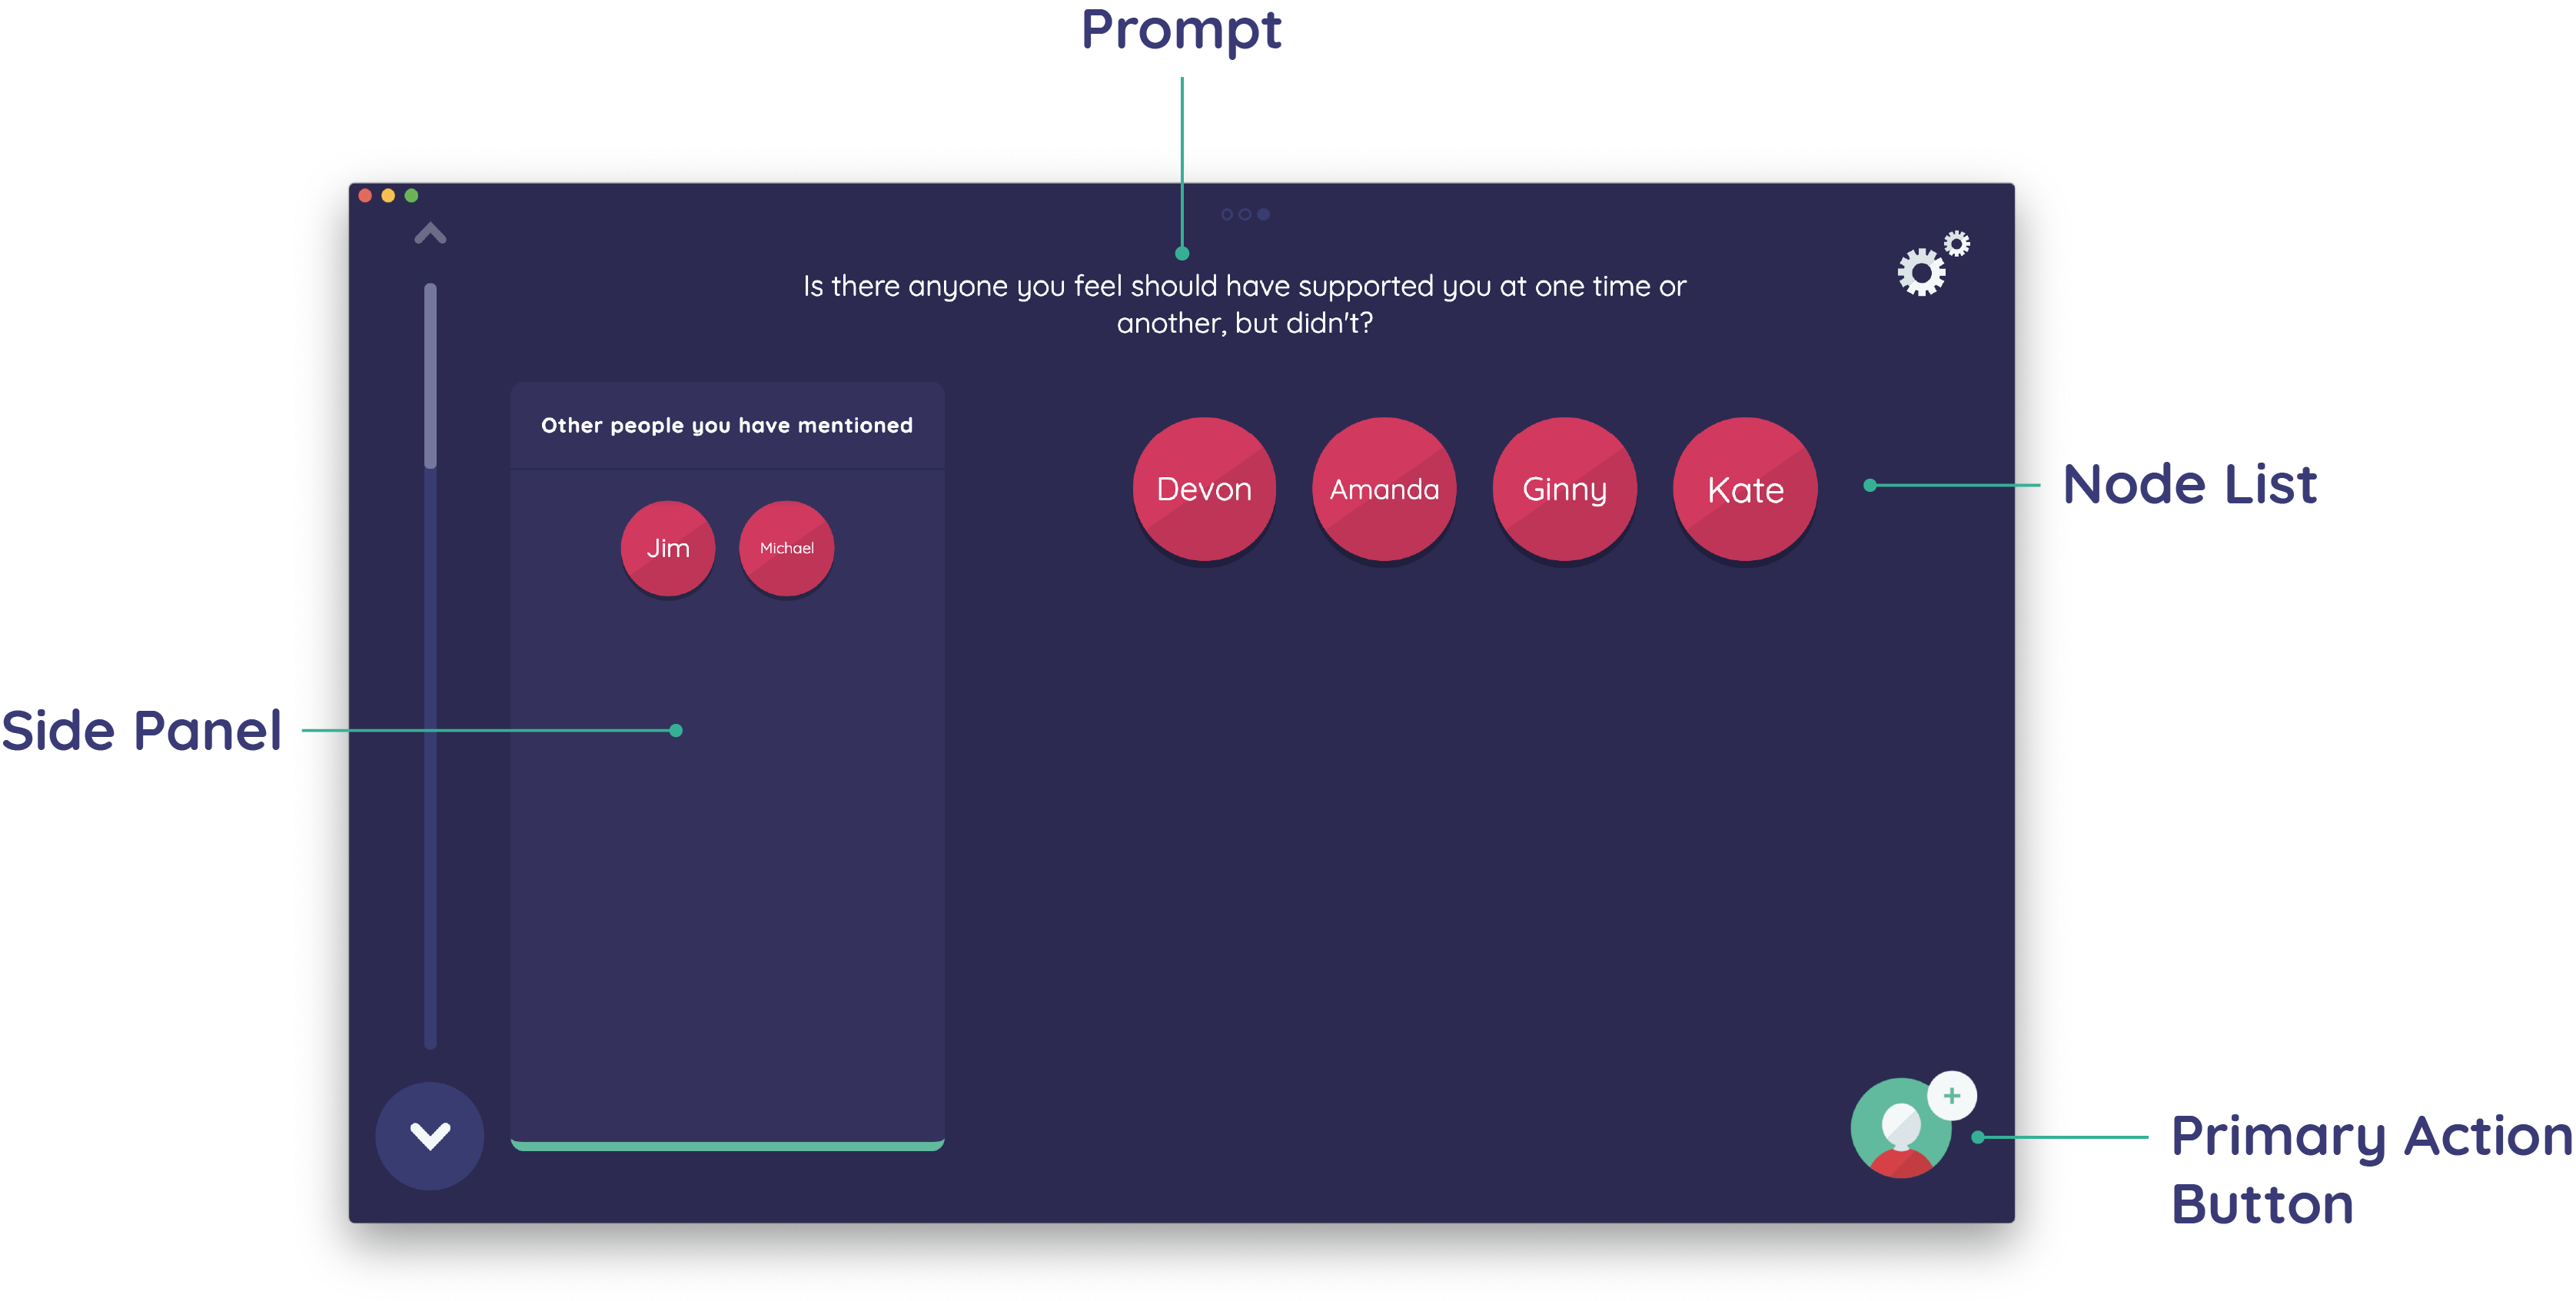 Prompt
Is there anyone you feel should have supported you at one time or
another, but didn't?
Other people you have mentioned
Jim
Michael
Devon
Amanda
Ginny
Kate
Node List
Side Panel
Primary Action
Button